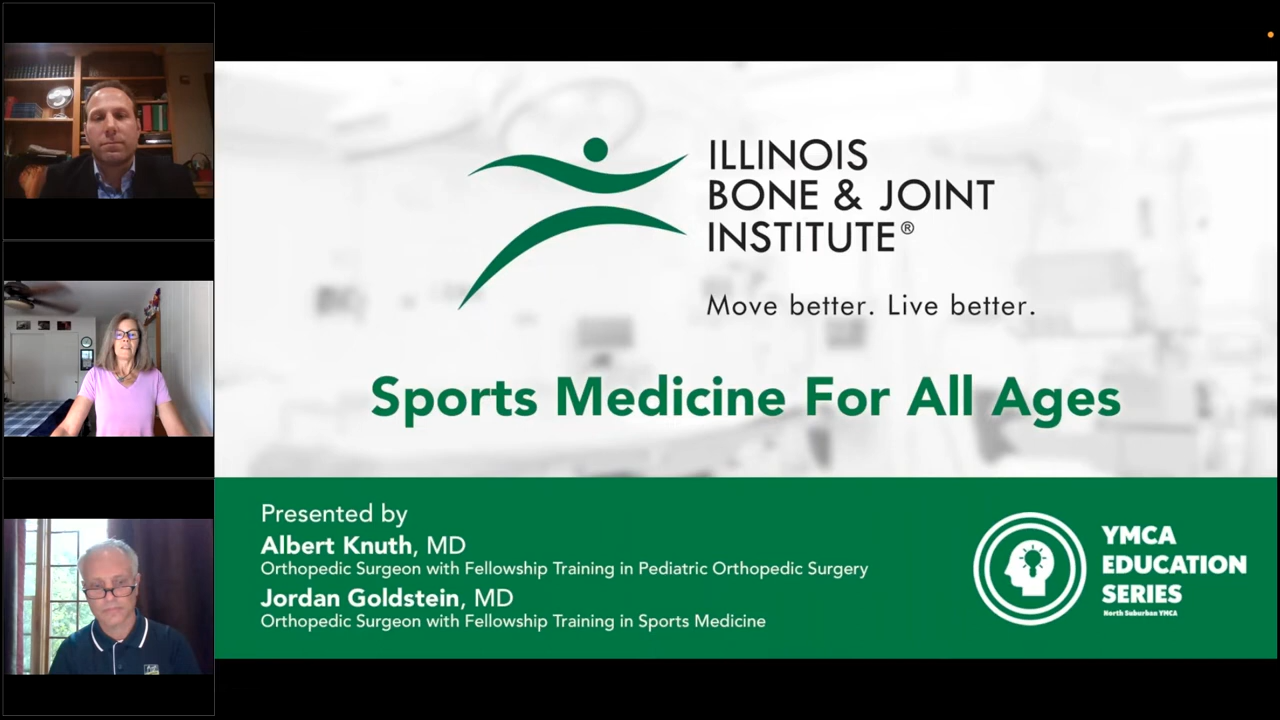 ILLINOIS
BONE & JOINT
INSTITUTE®
Move better. Live better.
Sports Medicine For All Ages
Presented by
Albert Knuth, MD
Orthopedic Surgeon with Fellowship Training in Pediatric Orthopedic Surgery
Jordan Goldstein, MD
Orthopedic Surgeon with Fellowship Training in Sports Medicine
YMCA
EDUCATION
SERIES
North Suburban YMCA